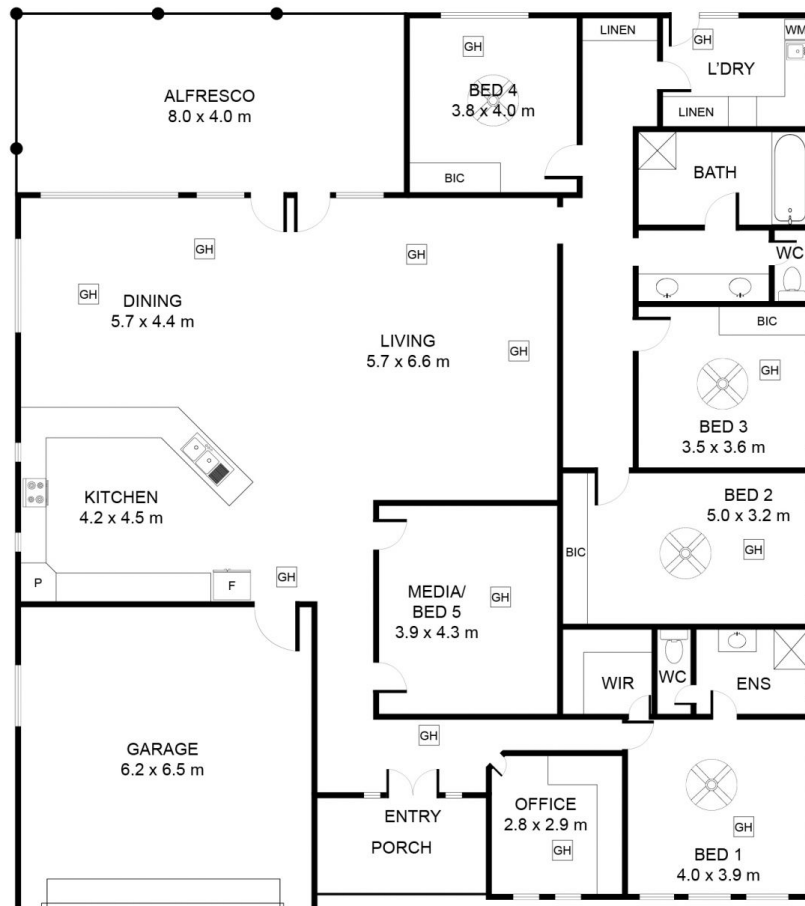 LINEN
GH
GH
WM
L'DRY
ALFRESCO
8.0 x 4.0 m
BED 4
3.8 x 4.0 m
LINEN
BIC
BATH
WC
GH
GH
GH
DINING
5.7 x 4.4 m
LIVING
5.7 x 6.6 m
GH
BIC
GH
BED 3
3.5 x 3.6 m
KITCHEN
4.2 x 4.5 m
BED 2
5.0 x 3.2 m
BIC
GH
P
F
GH
MEDIA/
BED 5
3.9 x 4.3 m
GH
WIR
WC
ENS
GARAGE
6.2 x 6.5 m
GH
ENTRY
PORCH
OFFICE
2.8 x 2.9 m
GH
GH
BED 1
4.0 x 3.9 m